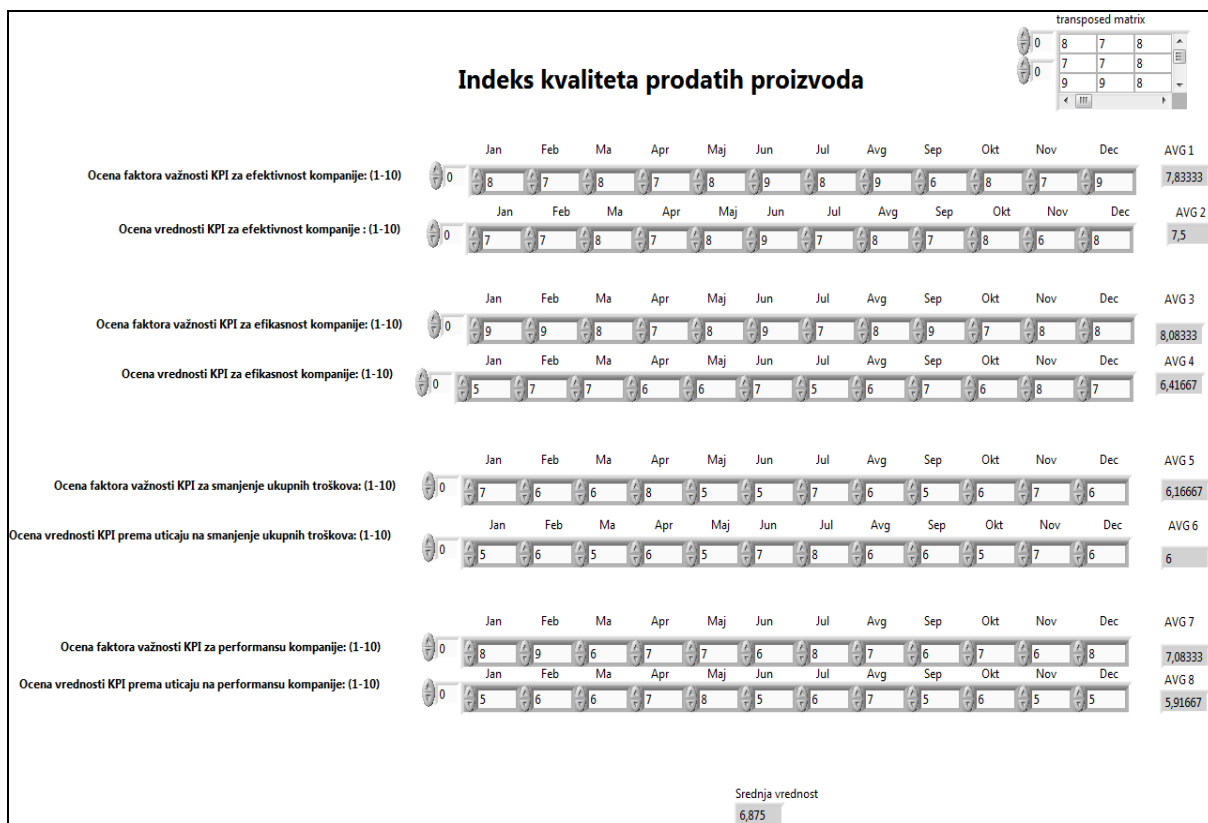 transposed matrix
0 8 7 8
7 7 8
0 9 9 8
Indeks kvaliteta prodatih proizvoda
Jan Feb Ma Apr Maj Jun Jul Avg Sep Okt Nov Dec AVG 1
Ocena faktora važnosti KPI za efektivnost kompanije: (1-10) 0 8 7 8 7 8 9 8 9 6 8 7 9 7,83333
Jan Feb Ma Apr Maj Jun Jul Avg Sep Okt Nov Dec AVG 2
Ocena vrednosti KPI za efektivnost kompanije : (1-10) 0 7 7 8 7 8 9 7 8 7 8 6 8 7,5
Jan Feb Ma Apr Maj Jun Jul Avg Sep Okt Nov Dec AVG 3
Ocena faktora važnosti KPI za efikasnost kompanije: (1-10) 0 9 9 8 7 8 9 7 8 9 7 8 8 8,08333
Jan Feb Ma Apr Maj Jun Jul Avg Sep Okt Nov Dec AVG 4
Ocena vrednosti KPI za efikasnost kompanije: (1-10) 0 5 7 7 6 6 7 5 6 7 6 8 7 6,41667
Jan Feb Ma Apr Maj Jun Jul Avg Sep Okt Nov Dec AVG 5
Ocena faktora važnosti KPI za smanjenje ukupnih troškova: (1-10) 0 7 6 6 8 5 5 7 6 5 6 7 6 6,16667
Jan Feb Ma Apr Maj Jun Jul Avg Sep Okt Nov Dec AVG 6
Ocena vrednosti KPI prema uticaju na smanjenje ukupnih troškova: (1-10) 0 5 6 5 6 5 7 8 6 6 5 7 6 6
Jan Feb Ma Apr Maj Jun Jul Avg Sep Okt Nov Dec AVG 7
Ocena faktora važnosti KPI za performansu kompanije: (1-10) 0 8 9 6 7 7 6 8 7 6 7 6 8 7,08333
Jan Feb Ma Apr Maj Jun Jul Avg Sep Okt Nov Dec AVG 8
Ocena vrednosti KPI prema uticaju na performansu kompanije: (1-10) 0 5 6 6 7 8 5 6 7 5 6 5 5 5,91667
Srednja vrednost
6,875